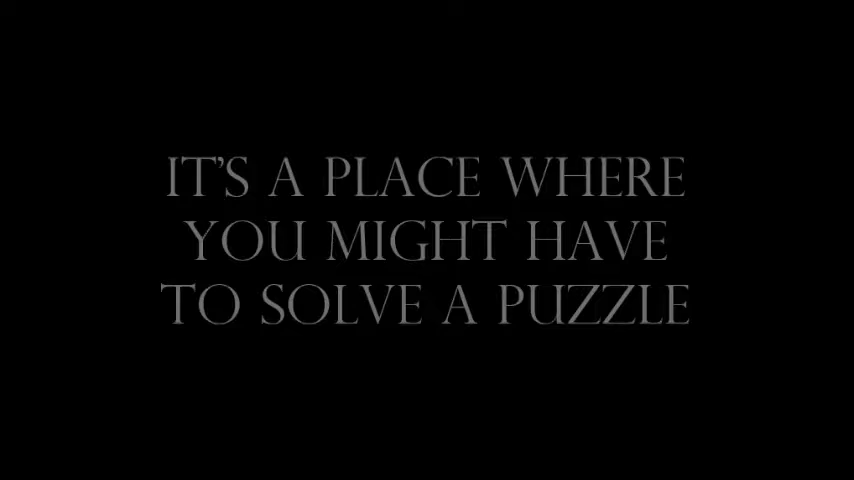 IT'S A PLACE WHERE
YOU MIGHT HAVE
TO SOLVE A PUZZLE